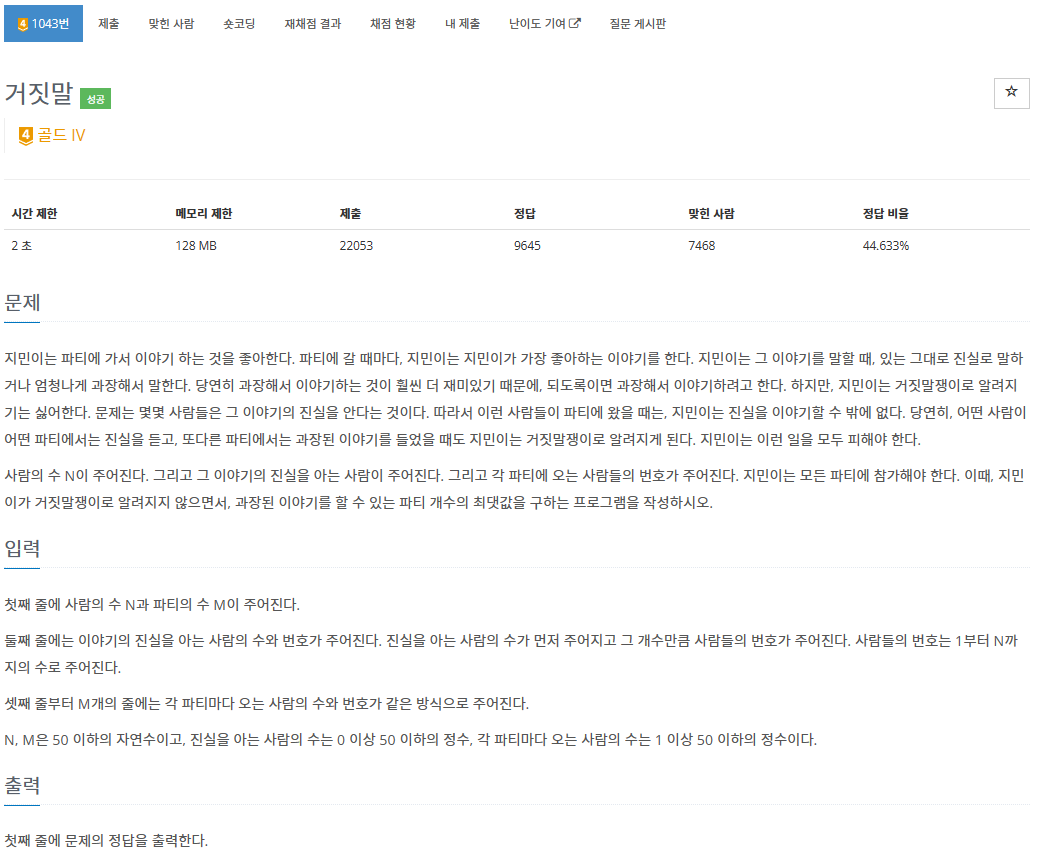 4 1043번 제출 맞힌 사람 숏코딩 재채점 결과 채점 현황 내 제출 난이도 기여 질문 게시판
거짓말 성공
4 골드 IV
시간 제한 메모리 제한 제출 정답 맞힌 사람 정답 비율
2 초 128 MB 22053 9645 7468 44.633%
문제
지민이는 파티에 가서 이야기 하는 것을 좋아한다. 파티에 갈 때마다, 지민이는 지민이가 가장 좋아하는 이야기를 한다. 지민이는 그 이야기를 말할 때, 있는 그대로 진실로 말하
거나 엄청나게 과장해서 말한다. 당연히 과장해서 이야기하는 것이 훨씬 더 재미있기 때문에, 되도록이면 과장해서 이야기하려고 한다. 하지만, 지민이는 거짓말쟁이로 알려지
기는 싫어한다. 문제는 몇몇 사람들은 그 이야기의 진실을 안다는 것이다. 따라서 이런 사람들이 파티에 왔을 때는, 지민이는 진실을 이야기할 수 밖에 없다. 당연히, 어떤 사람이
어떤 파티에서는 진실을 듣고, 또다른 파티에서는 과장된 이야기를 들었을 때도 지민이는 거짓말쟁이로 알려지게 된다. 지민이는 이런 일을 모두 피해야 한다.
사람의 수 N이 주어진다. 그리고 그 이야기의 진실을 아는 사람이 주어진다. 그리고 각 파티에 오는 사람들의 번호가 주어진다. 지민이는 모든 파티에 참가해야 한다. 이때, 지민
이가 거짓말쟁이로 알려지지 않으면서, 과장된 이야기를 할 수 있는 파티 개수의 최댓값을 구하는 프로그램을 작성하시오.
입력
첫째 줄에 사람의 수 N과 파티의 수 M이 주어진다.
둘째 줄에는 이야기의 진실을 아는 사람의 수와 번호가 주어진다. 진실을 아는 사람의 수가 먼저 주어지고 그 개수만큼 사람들의 번호가 주어진다. 사람들의 번호는 1부터 N까
지의 수로 주어진다.
셋째 줄부터 M개의 줄에는 각 파티마다 오는 사람의 수와 번호가 같은 방식으로 주어진다.
N, M은 50 이하의 자연수이고, 진실을 아는 사람의 수는 0 이상 50 이하의 정수, 각 파티마다 오는 사람의 수는 1 이상 50 이하의 정수이다.
출력
첫째 줄에 문제의 정답을 출력한다.